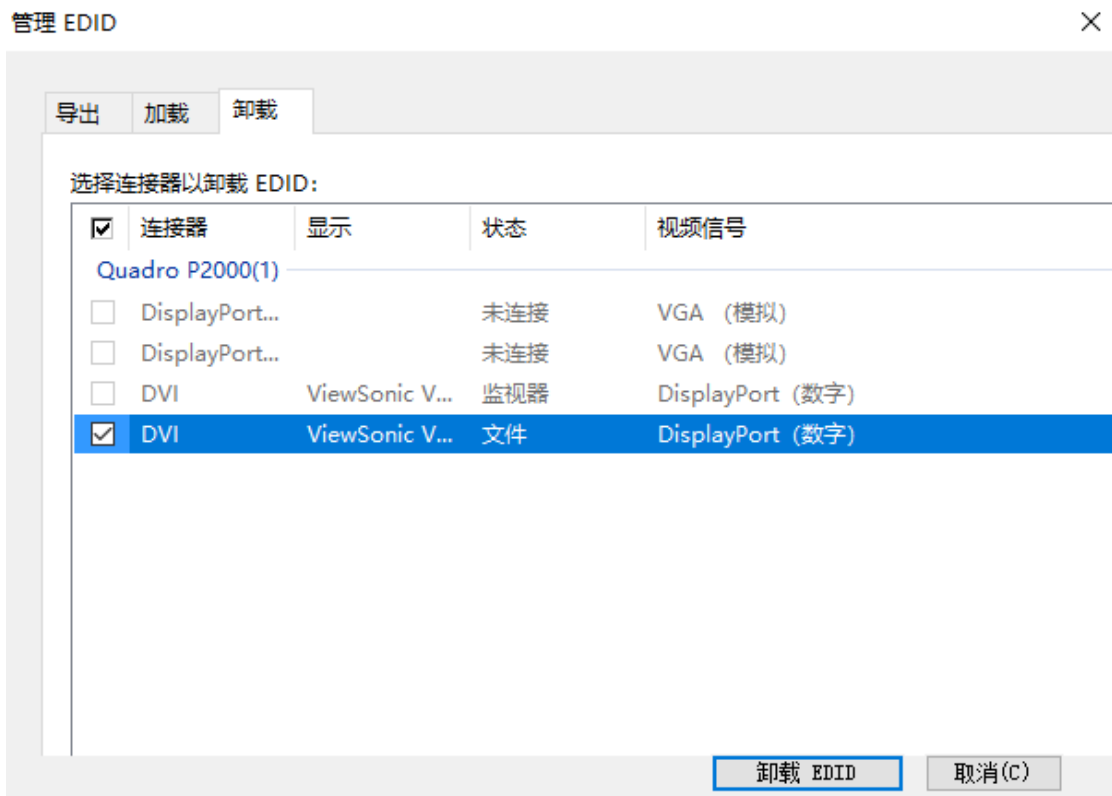 管理 EDID
导出 加载 卸载
选择连接器以卸载 EDID:
连接器 显示 状态 视频信号
Quadro P2000(1)
DisplayPort... 未连接 VGA (模拟)
DisplayPort... 未连接 VGA (模拟)
DVI ViewSonic V... 监视器 DisplayPort (数字)
DVI ViewSonic V... 文件 DisplayPort (数字)
卸载 EDID 取消(C)